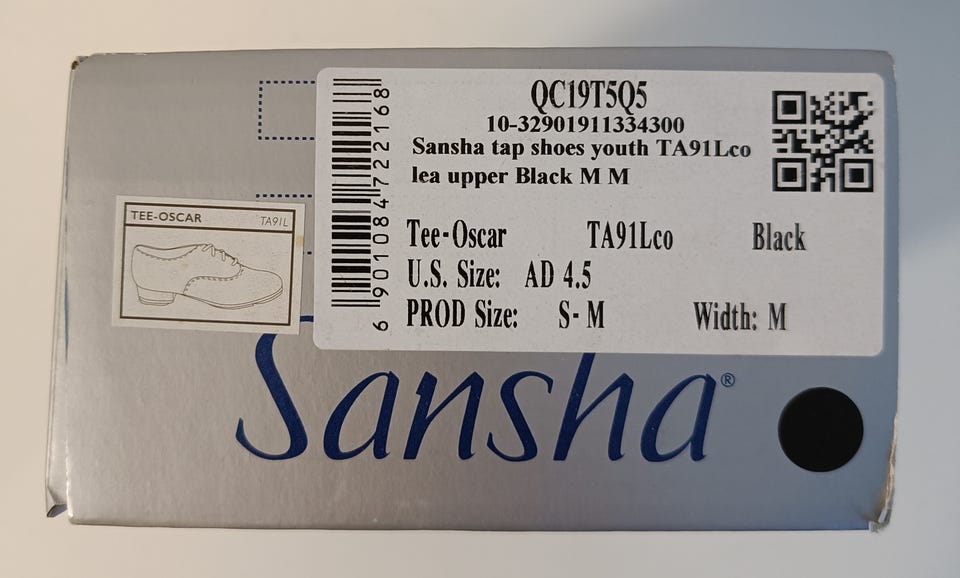 QC19T5Q5
10-32901911334300
Sansha tap shoes youth TA91Lco
lea upper Black M M
Tee-Oscar TA91Lco Black
U.S. Size: AD 4.5
PROD Size: S-M Width: M
6 901084 722168
TEE-OSCAR TA91L
Sansha®